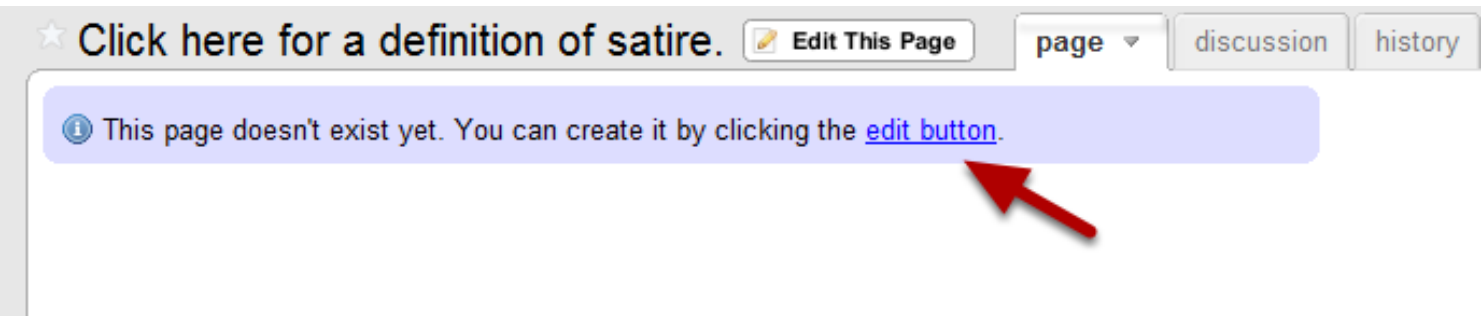 Click here for a definition of satire. Edit This Page page discussion history
This page doesn't exist yet. You can create it by clicking the edit button.